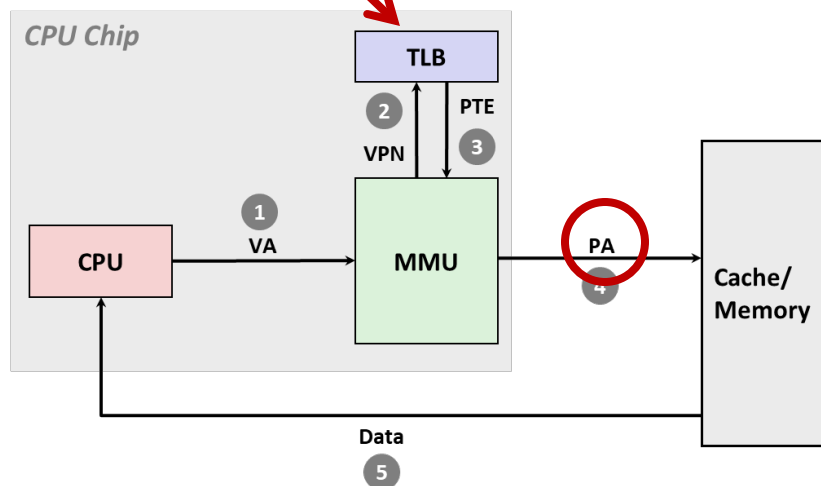 CPU Chip
TLB
2
PTE
VPN
3
1
VA
CPU
MMU
PA
4
Cache/
Memory
Data
5